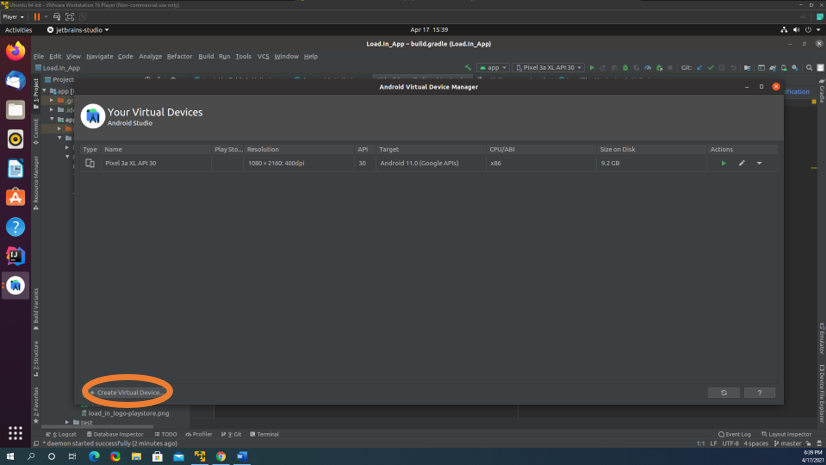 Ubuntu 64-bit - VMware Workstation 16 Player (Non-commercial use only)
Player
Activities
jetbrains-studio
Apr 17 15:39
Load.In_App – build.gradle (Load.In_App)
File Edit View Navigate Code Analyze Refactor Build Run Tools VCS Window Help
Load.In_App
app
Pixel 3a XL API 30
Git:
master
Project
app
Android Virtual Device Manager
Your Virtual Devices
Android Studio
Type Name Play Sto... Resolution API Target CPU/ABI Size on Disk Actions
Pixel 3a XL API 30 1080 × 2160: 400dpi 30 Android 11.0 (Google APIs) x86 9.2 GB
1: Project
Commit
Resource Manager
Build Variants
Z: Structure
2: Favorites
Gradle
Emulator
Device File Explorer
Create Virtual Device...
?
load_in_logo-playstore.png
test
6: Logcat Database Inspector TODO Profiler 9: Git Terminal
Event Log Layout Inspector
* daemon started successfully (2 minutes ago)
1:1 LF UTF-8 4 spaces master
6:39 PM
4/17/2021